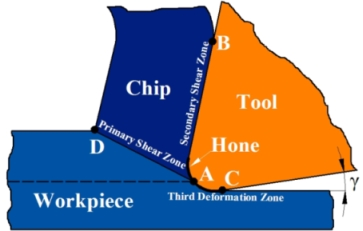 B
Chip
Secondary Shear Zone
Tool
Primary Shear Zone
D
Hone
A
C
γ
Workpiece
Third Deformation Zone